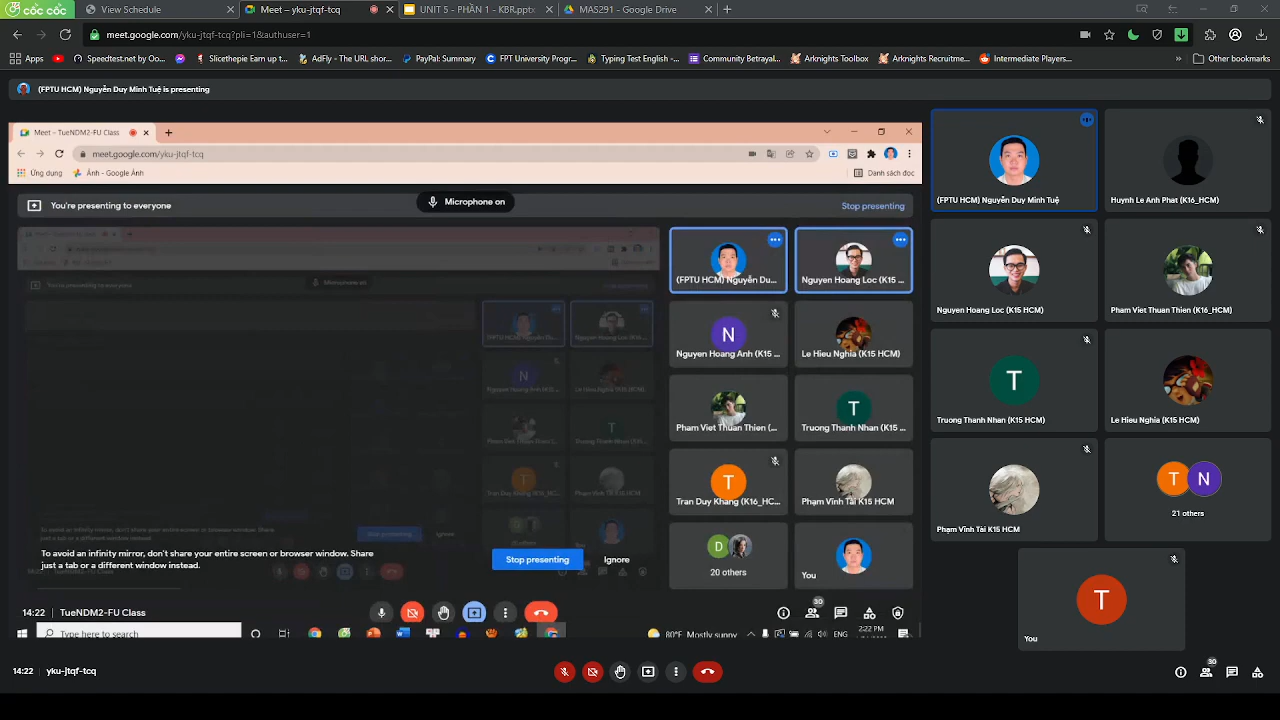 cốc cốc
View Schedule
Meet – yku-jtqf-tcq
UNIT 5 - PHẦN 1 - KBR.pptx
MAS291 - Google Drive
meet.google.com/yku-jtqf-tcq?pli=1&authuser=1
Apps
Speedtest.net by Oo...
Slicethepie Earn up t...
AdFly - The URL shor...
PayPal: Summary
FPT University Progr...
Typing Test English -...
Community Betrayal...
Arknights Toolbox
Arknights Recruitme...
Intermediate Players...
Other bookmarks
(FPTU HCM) Nguyễn Duy Minh Tuệ is presenting
Meet – TueNDM2-FU Class
meet.google.com/yku-jtqf-tcq
Ứng dụng
Ảnh - Google Ảnh
Danh sách đọc
You're presenting to everyone
Microphone on
Stop presenting
(FPTU HCM) Nguyễn Du...
Nguyen Hoang Loc (K15 ...
N
Nguyen Hoang Anh (K15 ...
Le Hieu Nghia (K15 HCM)
Pham Viet Thuan Thien (...
T
Truong Thanh Nhan (K15 ...
T
Tran Duy Khang (K16_HC...
Phạm Vĩnh Tài K15 HCM
D
20 others
You
To avoid an infinity mirror, don't share your entire screen or browser window. Share
just a tab or a different window instead.
Stop presenting
Ignore
14:22 | TueNDM2-FU Class
30
Type here to search
80°F Mostly sunny
ENG
2:22 PM
(FPTU HCM) Nguyễn Duy Minh Tuệ
Huynh Le Anh Phat (K16_HCM)
Nguyen Hoang Loc (K15 HCM)
Pham Viet Thuan Thien (K16_HCM)
T
Truong Thanh Nhan (K15 HCM)
Le Hieu Nghia (K15 HCM)
Phạm Vĩnh Tài K15 HCM
T
N
21 others
T
You
14:22 | yku-jtqf-tcq
30